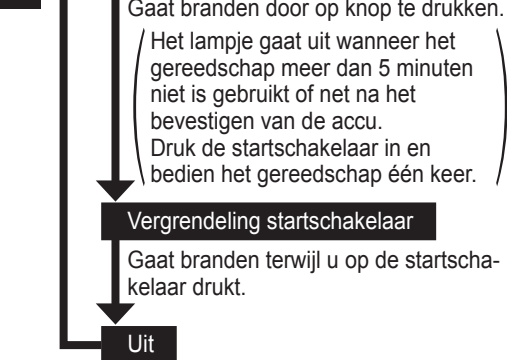 Gaat branden door op knop te drukken.
Het lampje gaat uit wanneer het
gereedschap meer dan 5 minuten
niet is gebruikt of net na het
bevestigen van de accu.
Druk de startschakelaar in en
bedien het gereedschap één keer.
Vergrendeling startschakelaar
Gaat branden terwijl u op de startscha-
kelaar drukt.
Uit